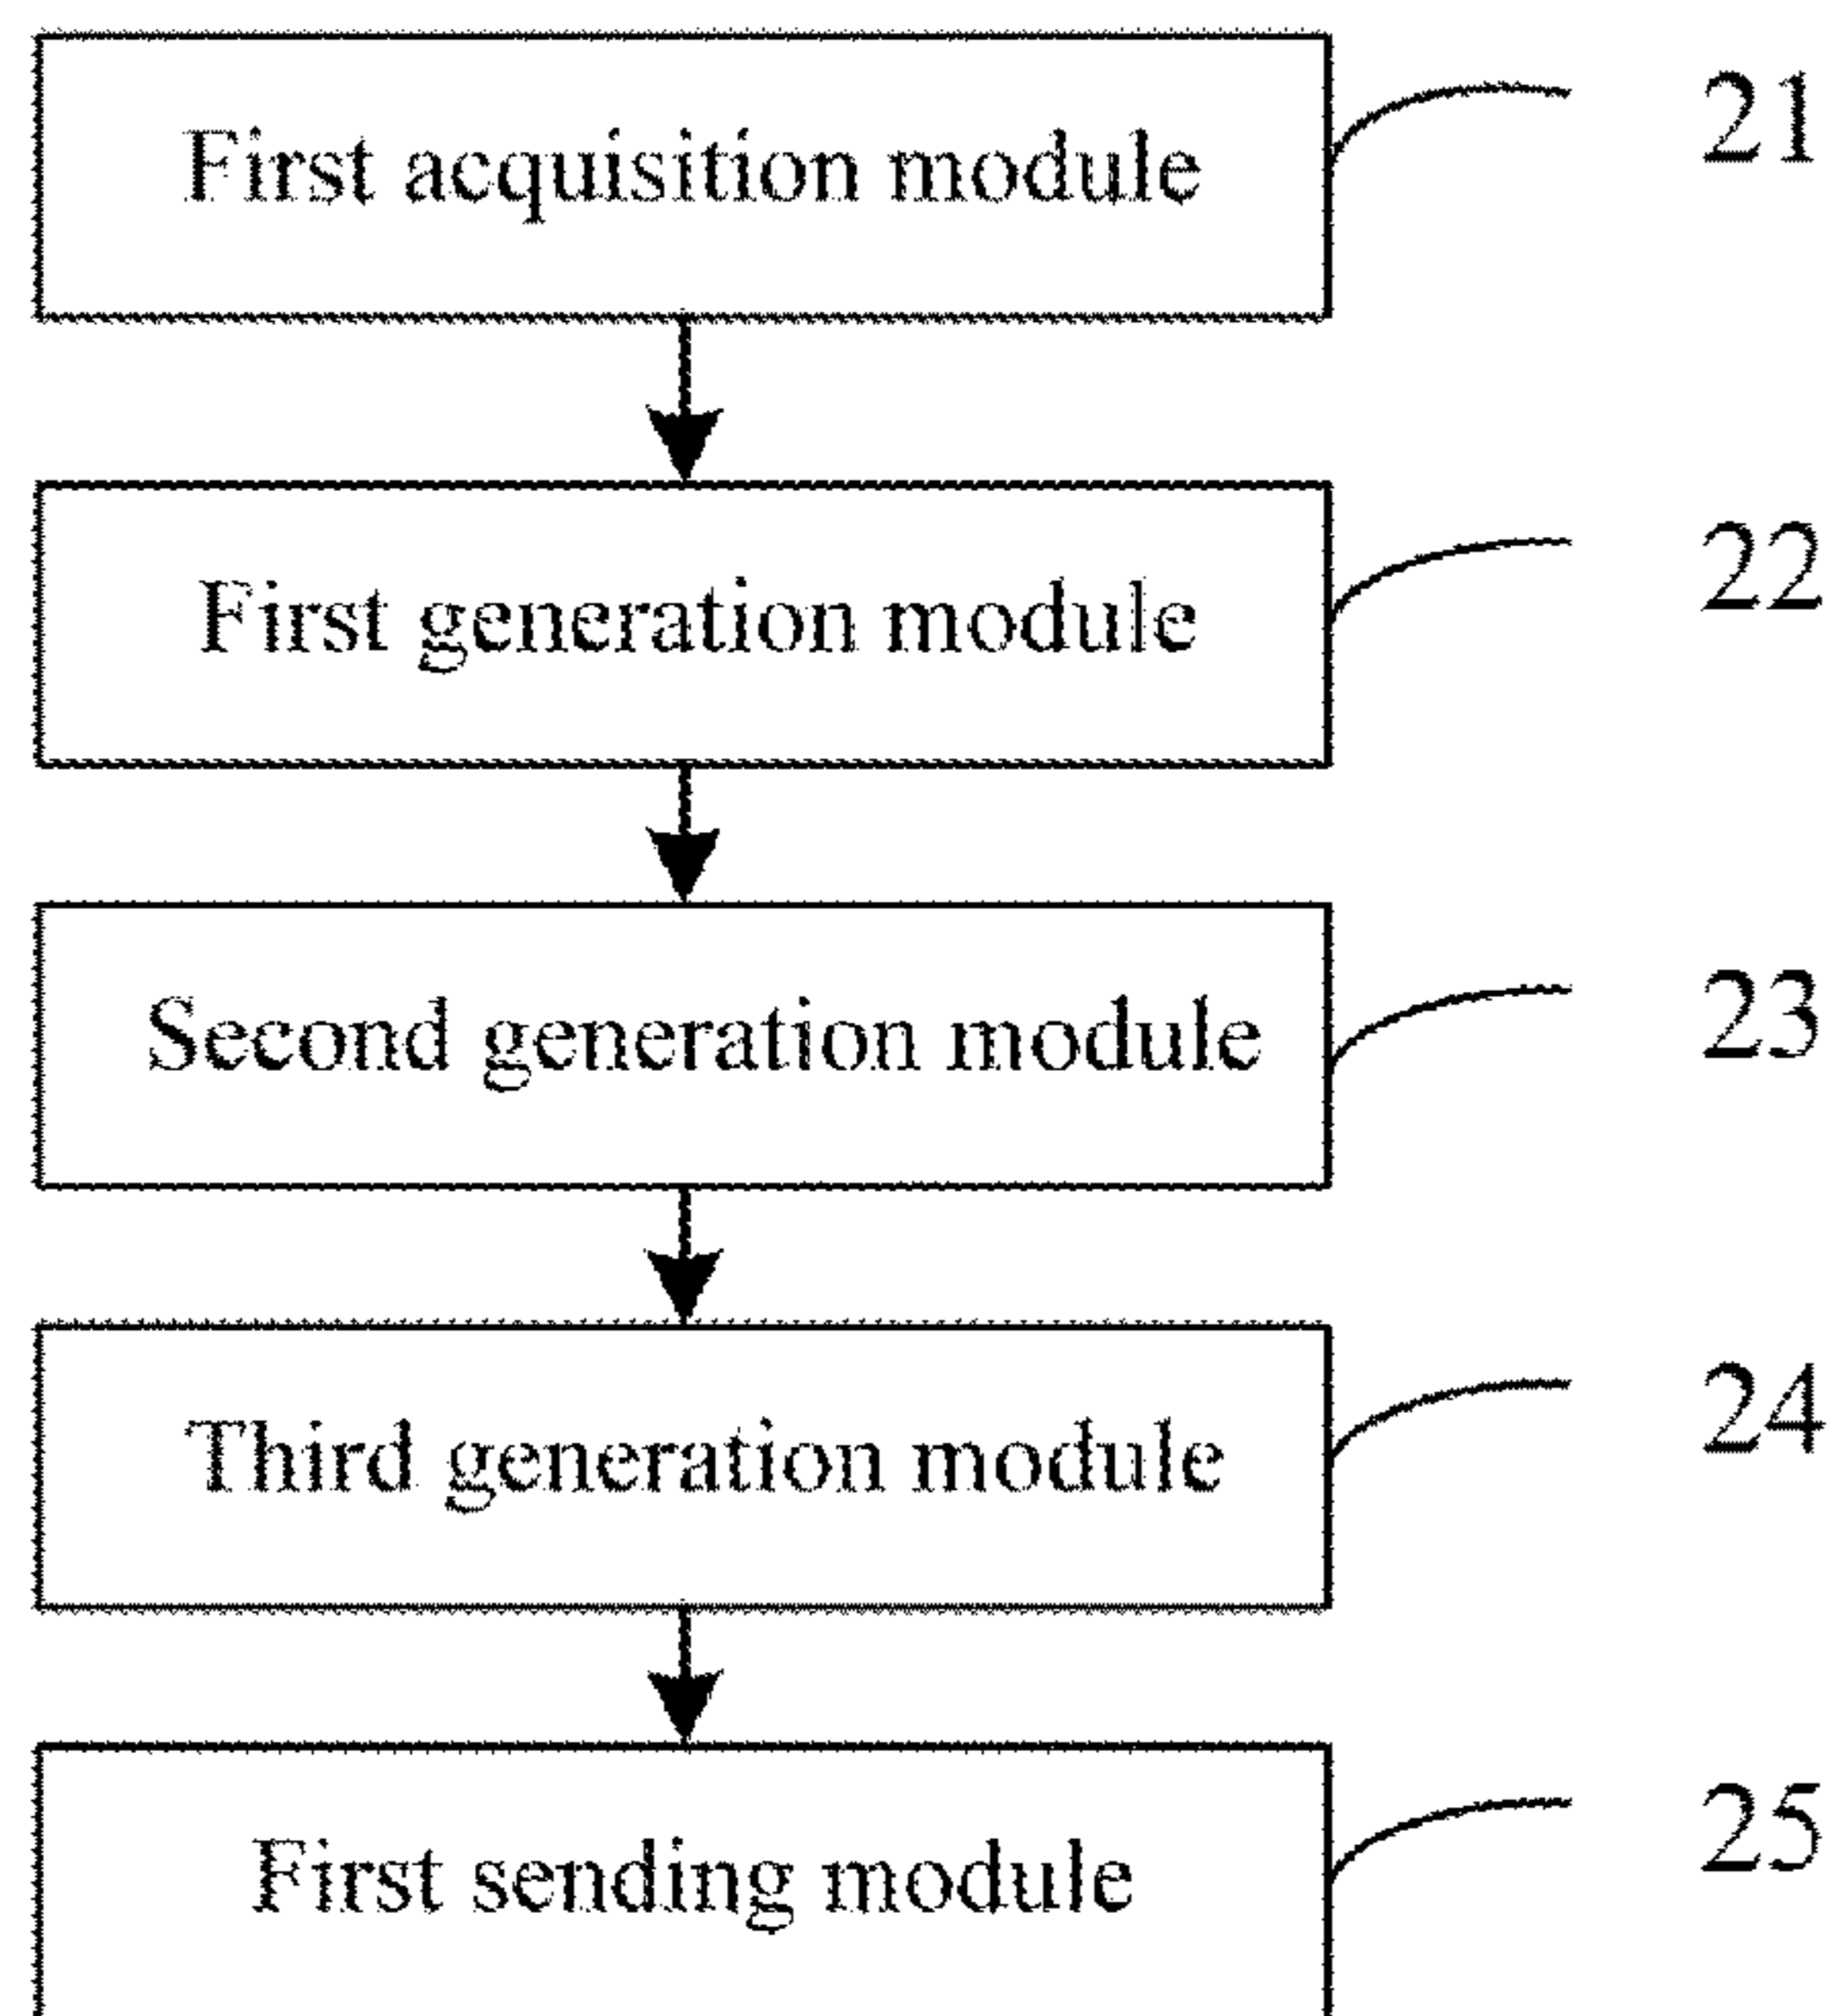 First acquisition module 21
First generation module 22
Second generation module 23
Third generation module 24
First sending module 25